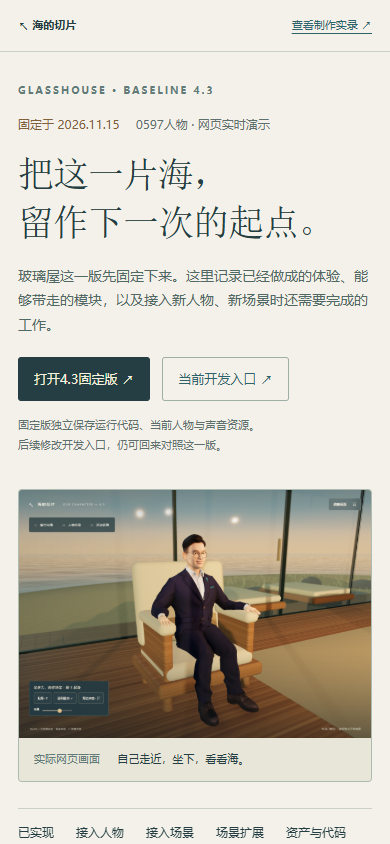 ↖ 海的切片
查看制作实录 ↗
GLASSHOUSE • BASELINE 4.3
固定于 2026.11.15 0597人物 · 网页实时演示
把这一片海，
留作下一次的起点。
玻璃屋这一版先固定下来。这里记录已经做成的体验、能
够带走的模块，以及接入新人物、新场景时还需要完成的
工作。
打开4.3固定版 ↗
当前开发入口 ↗
固定版独立保存运行代码、当前人物与声音资源。
后续修改开发入口，仍可回来对照这一版。
实际网页画面 自己走近，坐下，看看海。
已实现 接入人物 接入场景 场景扩展 资产与代码